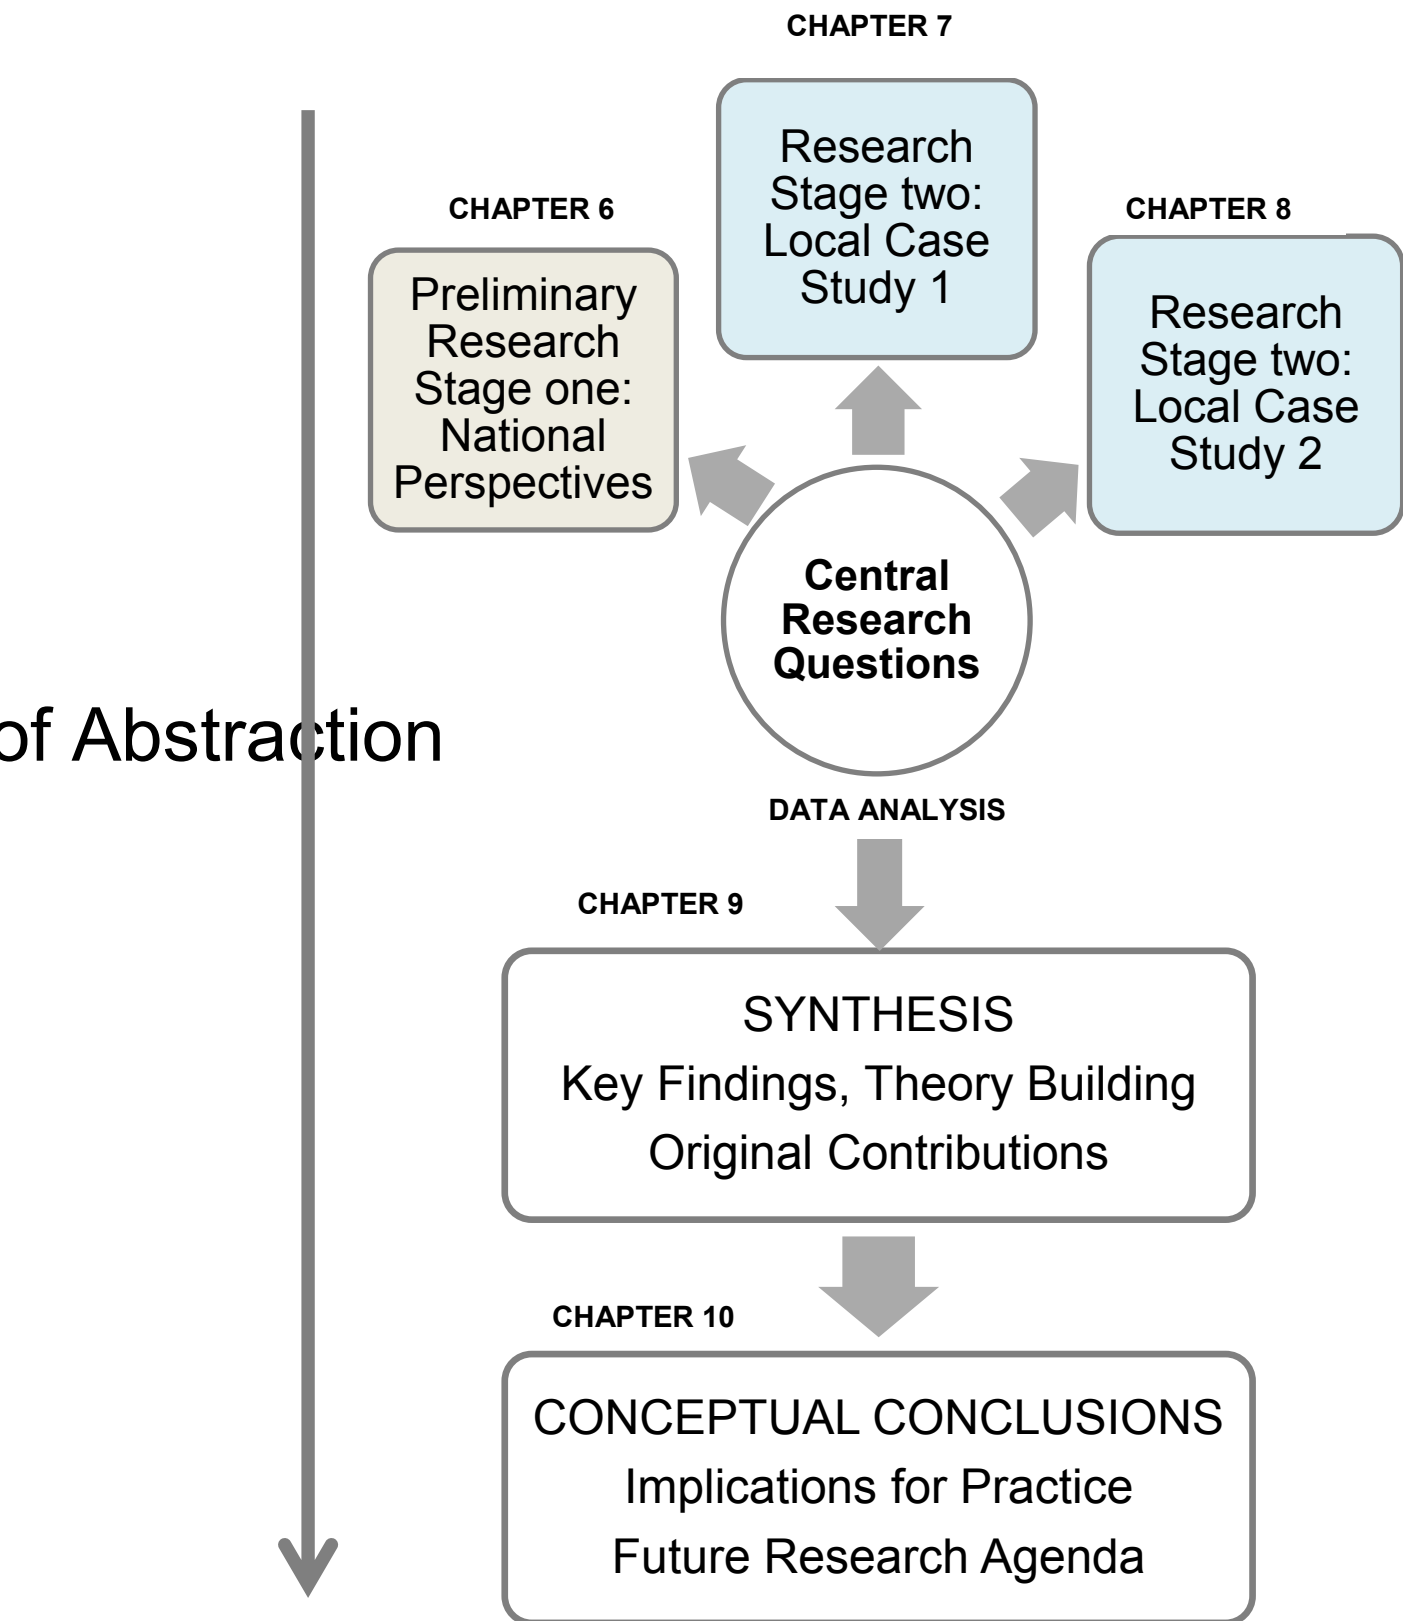 CHAPTER 7
Research
Stage two:
Local Case
Study 1
CHAPTER 6
Preliminary
Research
Stage one:
National
Perspectives
CHAPTER 8
Research
Stage two:
Local Case
Study 2
Central
Research
Questions
of Abstraction
DATA ANALYSIS
CHAPTER 9
SYNTHESIS
Key Findings, Theory Building
Original Contributions
CHAPTER 10
CONCEPTUAL CONCLUSIONS
Implications for Practice
Future Research Agenda